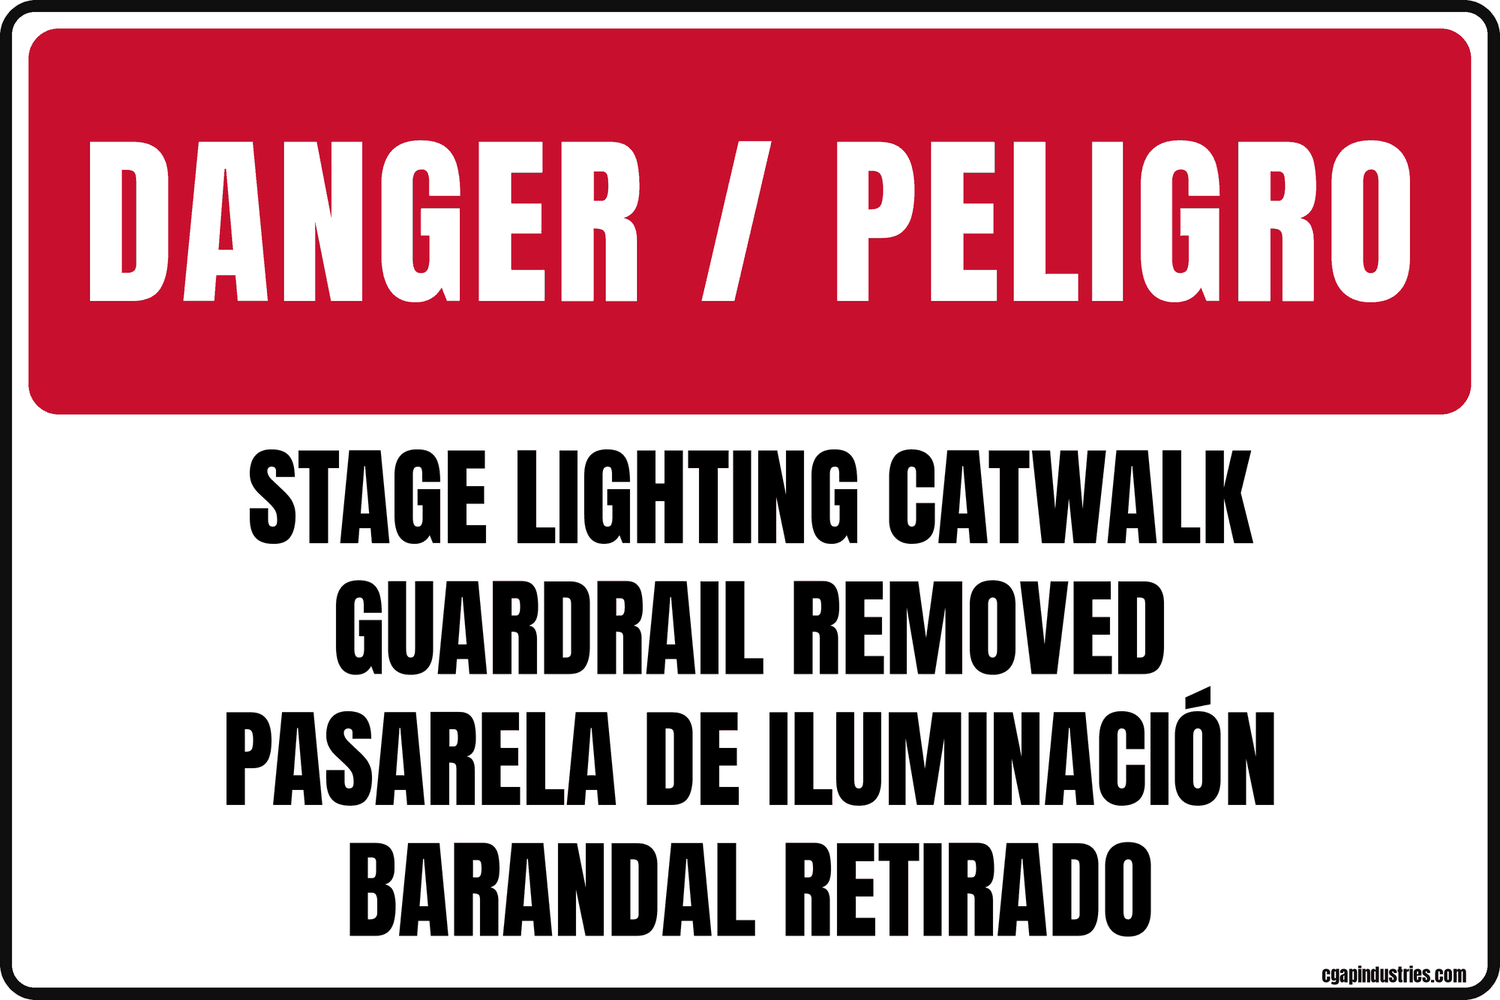 DANGER / PELIGRO
STAGE LIGHTING CATWALK
GUARDRAIL REMOVED
PASARELA DE ILUMINACIÓN
BARANDAL RETIRADO
cgapindustries.com